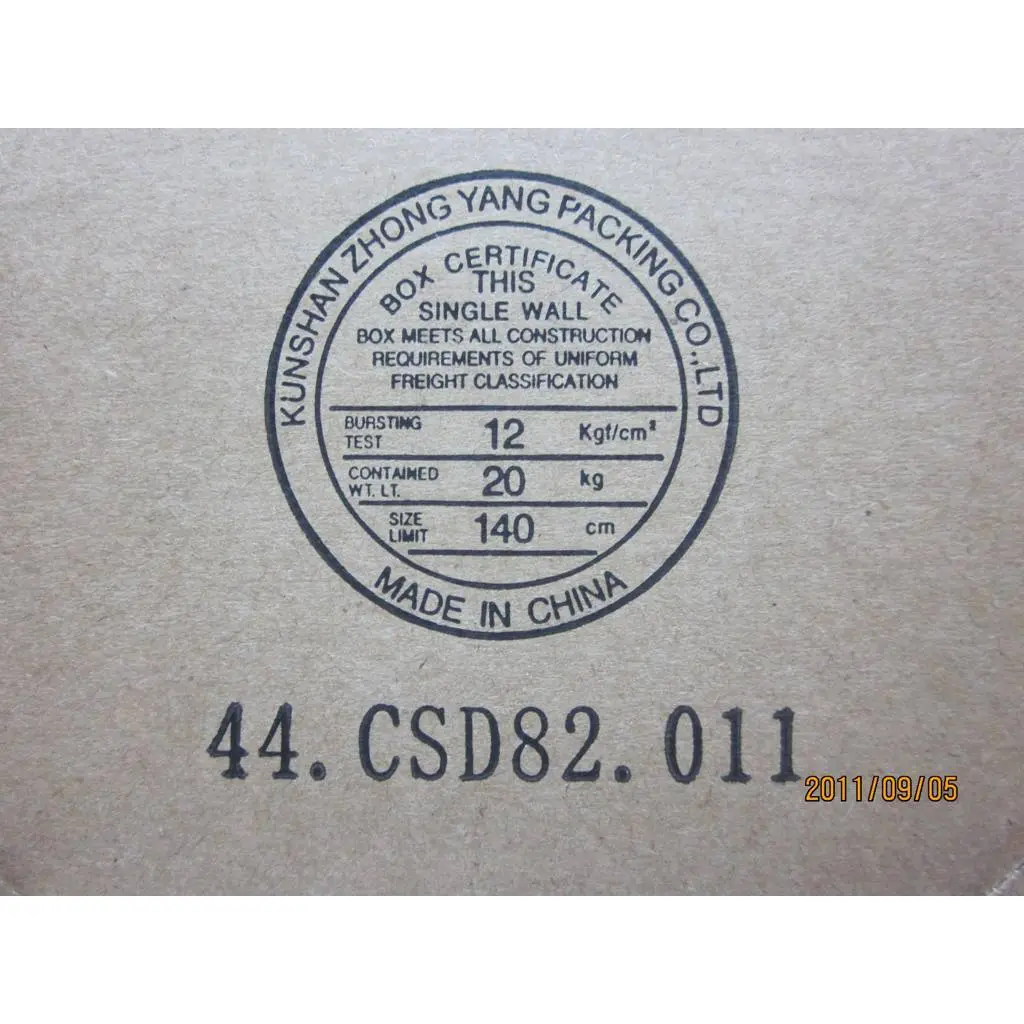 KUNSHAN ZHONG YANG PACKING CO.,LTD
BOX CERTIFICATE
THIS
SINGLE WALL
BOX MEETS ALL CONSTRUCTION
REQUIREMENTS OF UNIFORM
FREIGHT CLASSIFICATION
BURSTING TEST 12 Kgf/cm²
CONTAINED WT. LT. 20 kg
SIZE LIMIT 140 cm
MADE IN CHINA
44.CSD82.011
2011/09/05